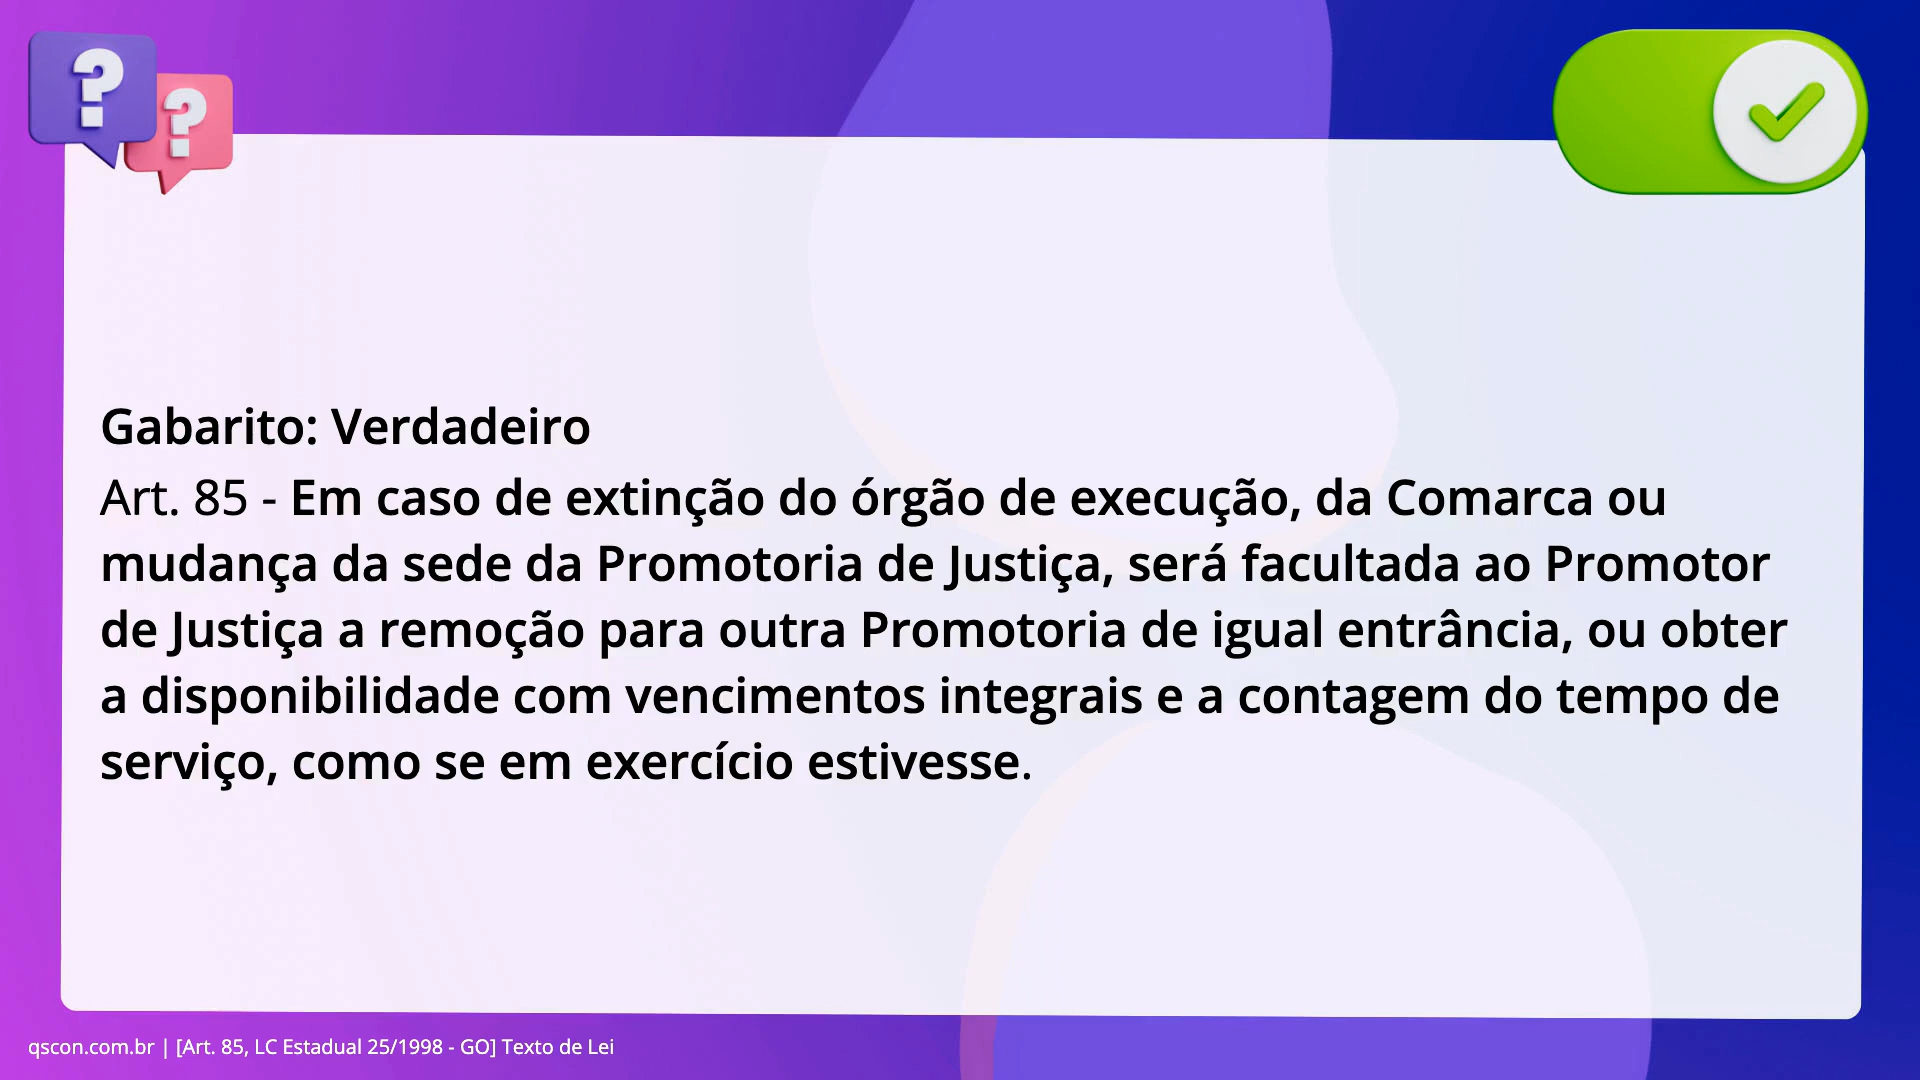 ?
?
Gabarito: Verdadeiro
Art. 85 - Em caso de extinção do órgão de execução, da Comarca ou
mudança da sede da Promotoria de Justiça, será facultada ao Promotor
de Justiça a remoção para outra Promotoria de igual entrância, ou obter
a disponibilidade com vencimentos integrais e a contagem do tempo de
serviço, como se em exercício estivesse.
qscon.com.br | [Art. 85, LC Estadual 25/1998 - GO] Texto de Lei